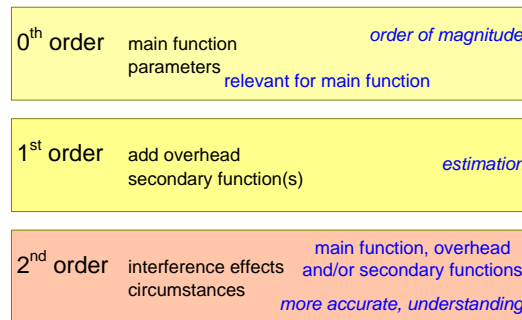 0th order main function order of magnitude
parameters relevant for main function
1st order add overhead
secondary function(s) estimation
main function, overhead
2nd order interference effects and/or secondary functions
circumstances
more accurate, understanding